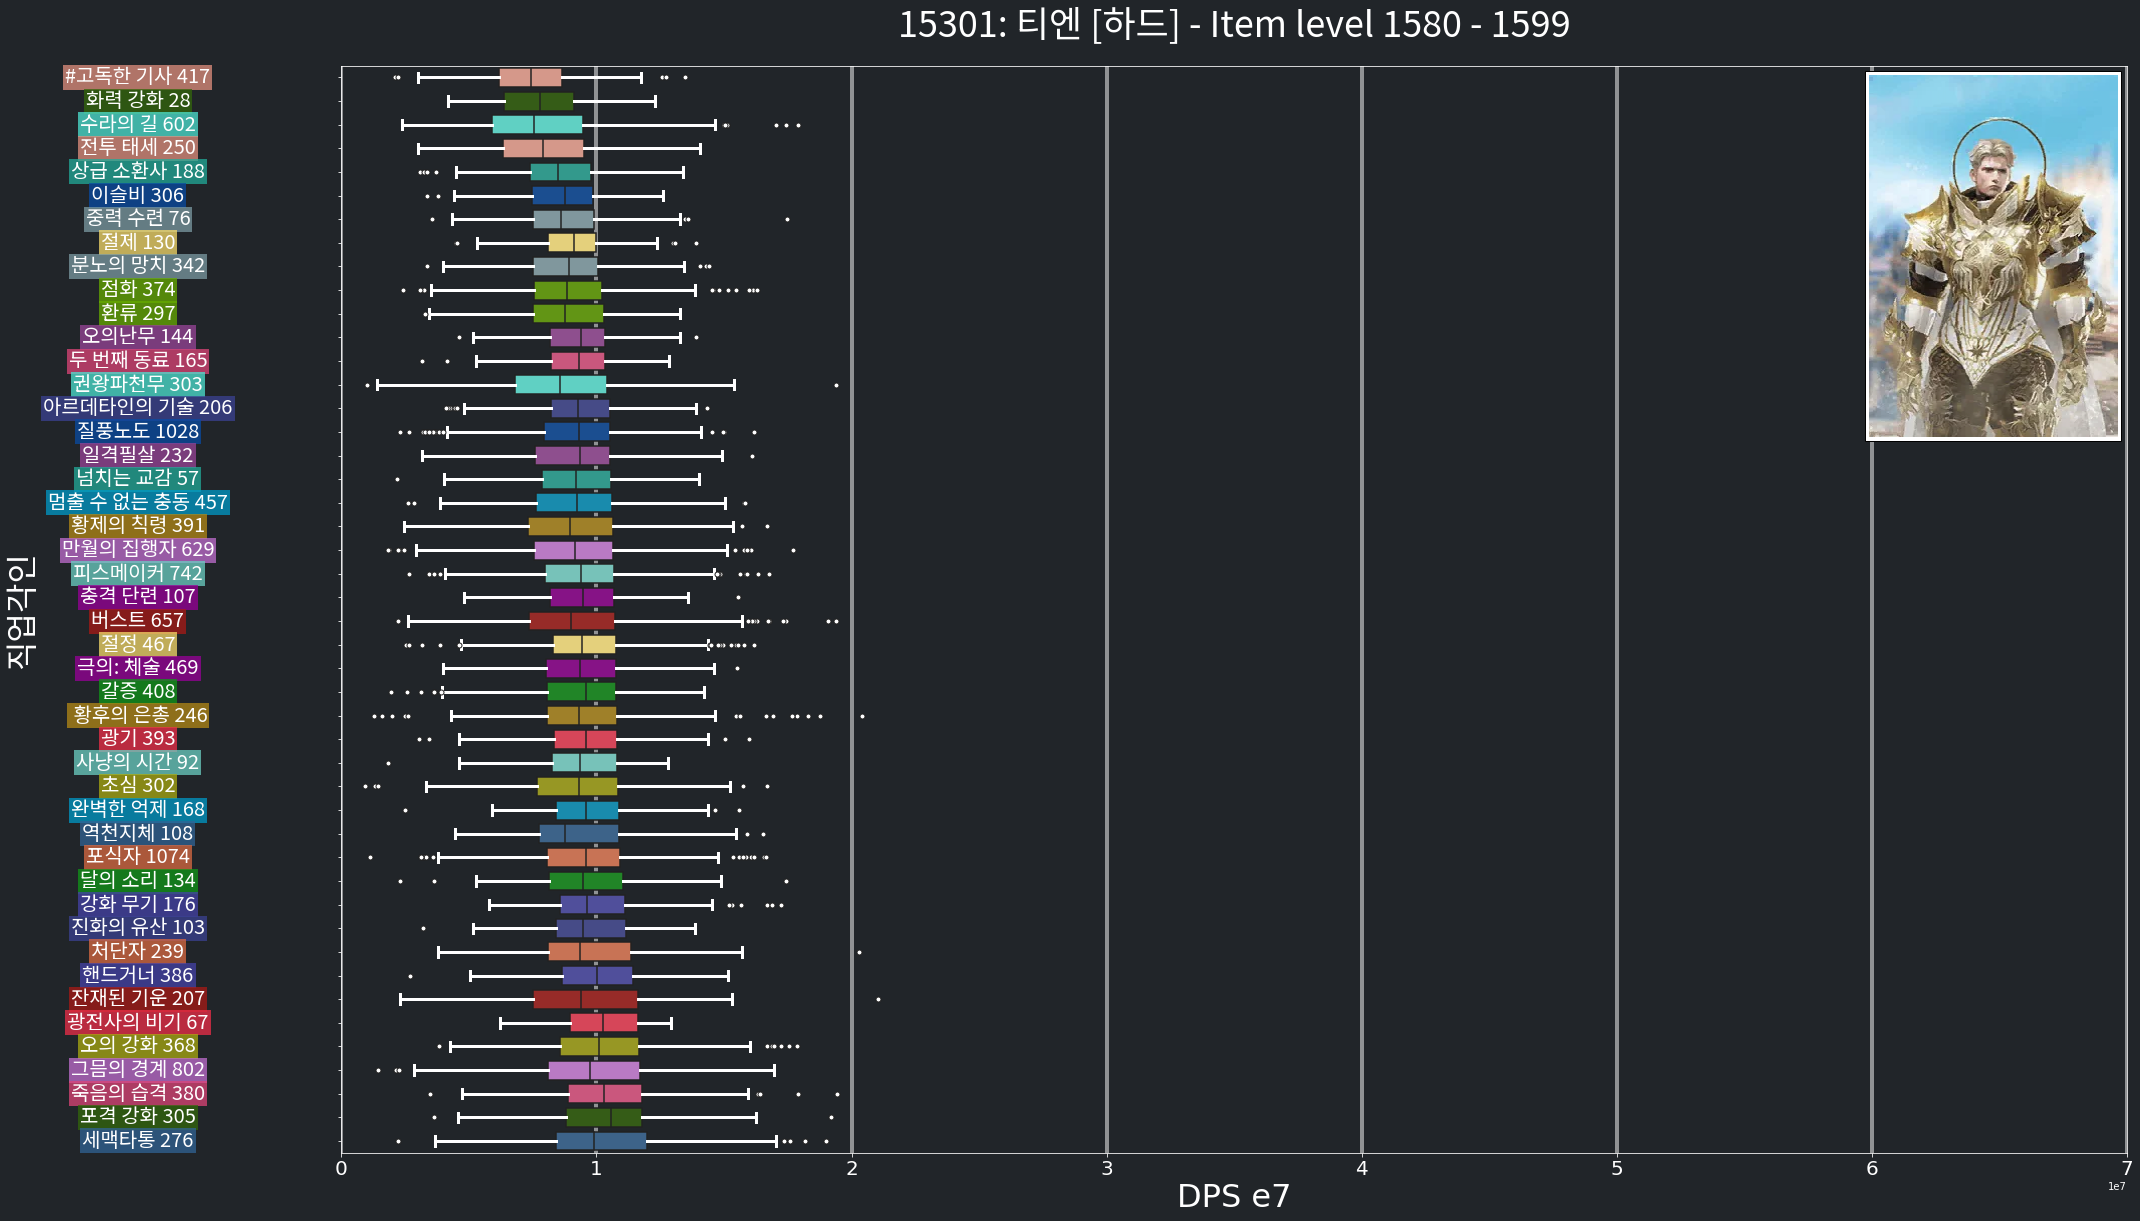 15301: 티엔 [하드] - Item level 1580 - 1599
#고독한 기사 417
화력 강화 28
수라의 길 602
전투 태세 250
상급 소환사 188
이슬비 306
중력 수련 76
절제 130
분노의 망치 342
점화 374
환류 297
오의난무 144
두 번째 동료 165
권왕파천무 303
아르데타인의 기술 206
질풍노도 1028
일격필살 232
넘치는 교감 57
멈출 수 없는 충동 457
황제의 칙령 391
만월의 집행자 629
피스메이커 742
충격 단련 107
버스트 657
절정 467
극의: 체술 469
갈증 408
황후의 은총 246
광기 393
사냥의 시간 92
초심 302
완벽한 억제 168
역천지체 108
포식자 1074
달의 소리 134
강화 무기 176
진화의 유산 103
처단자 239
핸드거너 386
잔재된 기운 207
광전사의 비기 67
오의 강화 368
그믐의 경계 802
죽음의 습격 380
포격 강화 305
세맥타통 276
직업각인
0 1 2 3 4 5 6 7
DPS e7
1e7